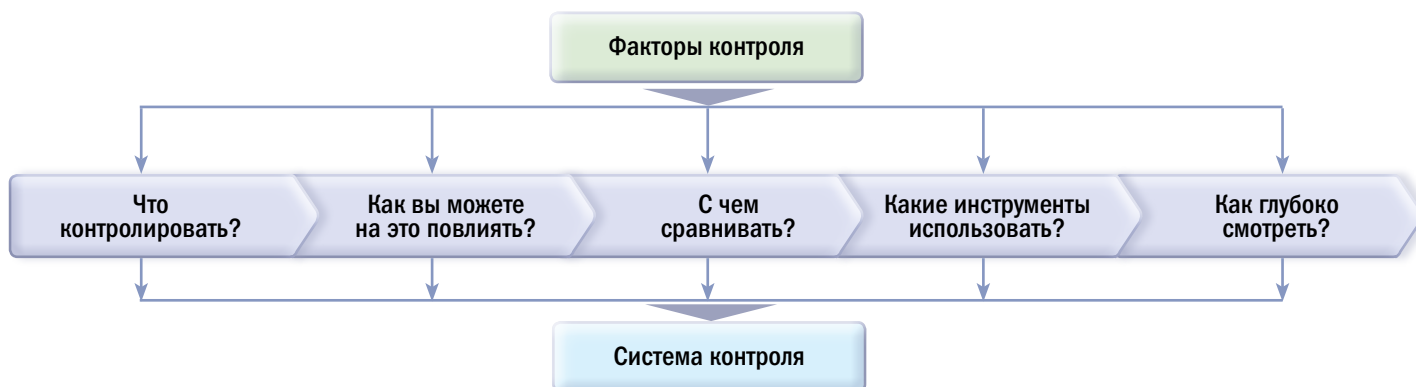 Факторы контроля
Что
контролировать?
Как вы можете
на это повлиять?
С чем
сравнивать?
Какие инструменты
использовать?
Как глубоко
смотреть?
Система контроля